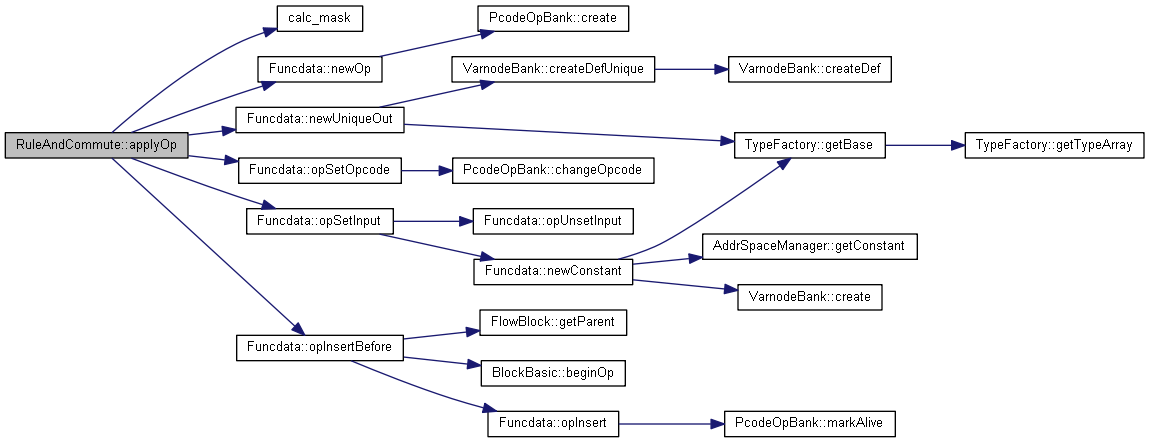 calc_mask
PcodeOpBank::create
Funcdata::newOp
VarnodeBank::createDefUnique
VarnodeBank::createDef
Funcdata::newUniqueOut
RuleAndCommute::applyOp
TypeFactory::getBase
TypeFactory::getTypeArray
Funcdata::opSetOpcode
PcodeOpBank::changeOpcode
Funcdata::opSetInput
Funcdata::opUnsetInput
AddrSpaceManager::getConstant
Funcdata::newConstant
VarnodeBank::create
FlowBlock::getParent
Funcdata::opInsertBefore
BlockBasic::beginOp
Funcdata::opInsert
PcodeOpBank::markAlive